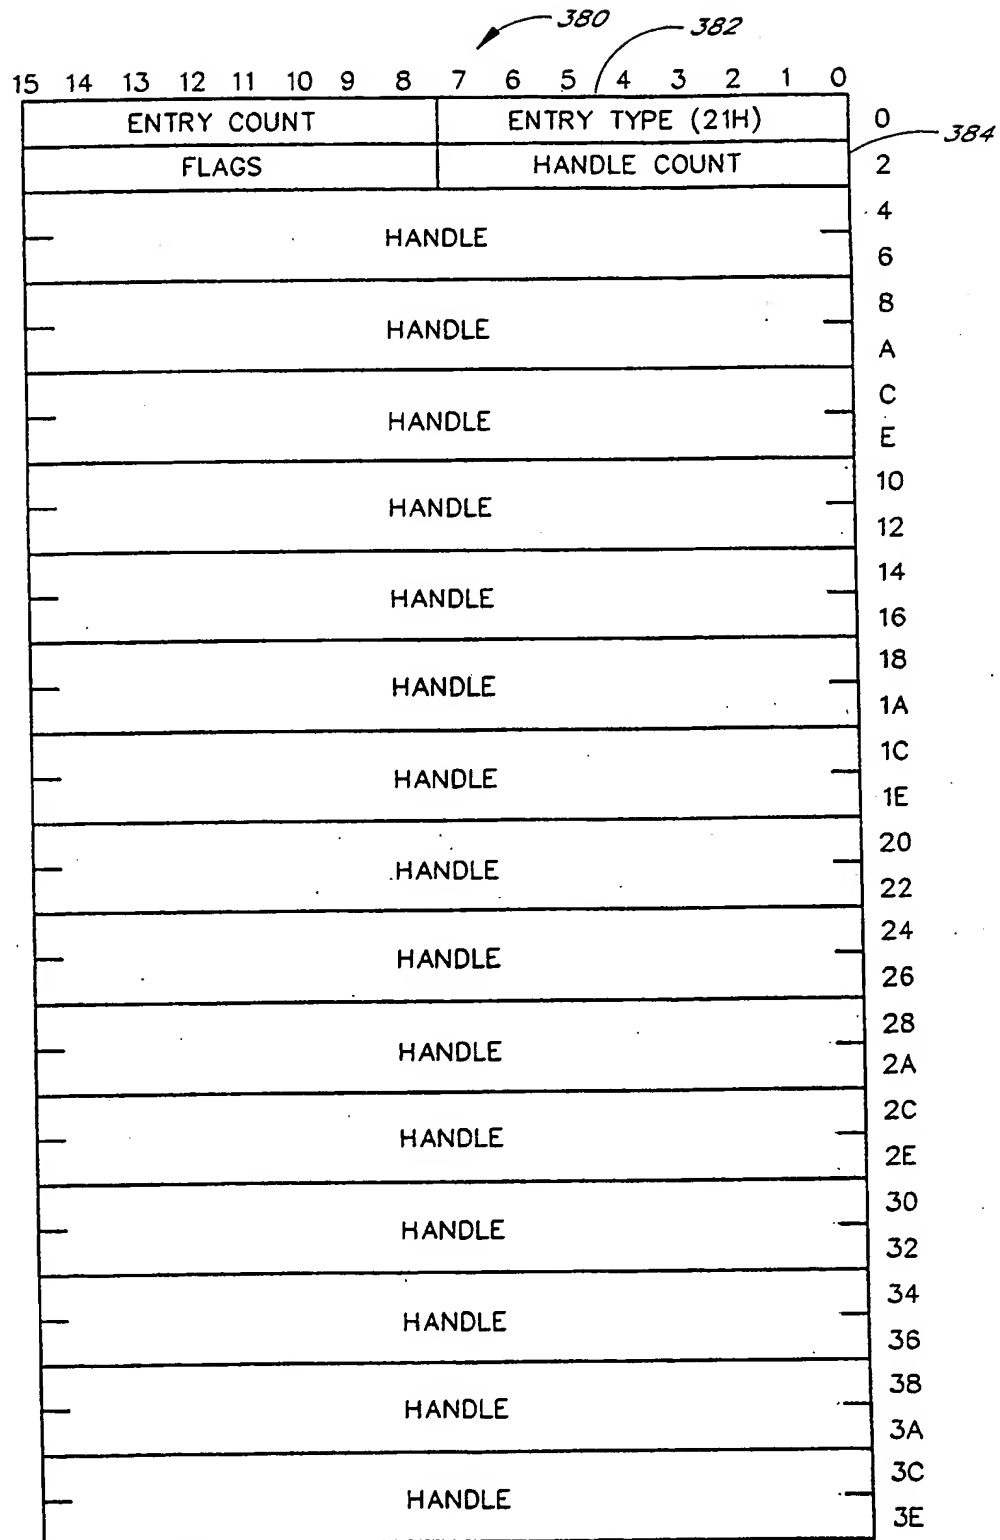 380
382
15 14 13 12 11 10 9 8 7 6 5 4 3 2 1 0
ENTRY COUNT ENTRY TYPE (21H) 0
384
FLAGS HANDLE COUNT 2
4
HANDLE
6
8
HANDLE
A
C
HANDLE
E
10
HANDLE
12
14
HANDLE
16
18
HANDLE
1A
1C
HANDLE
1E
20
HANDLE
22
24
HANDLE
26
28
HANDLE
2A
2C
HANDLE
2E
30
HANDLE
32
34
HANDLE
36
38
HANDLE
3A
3C
HANDLE
3E